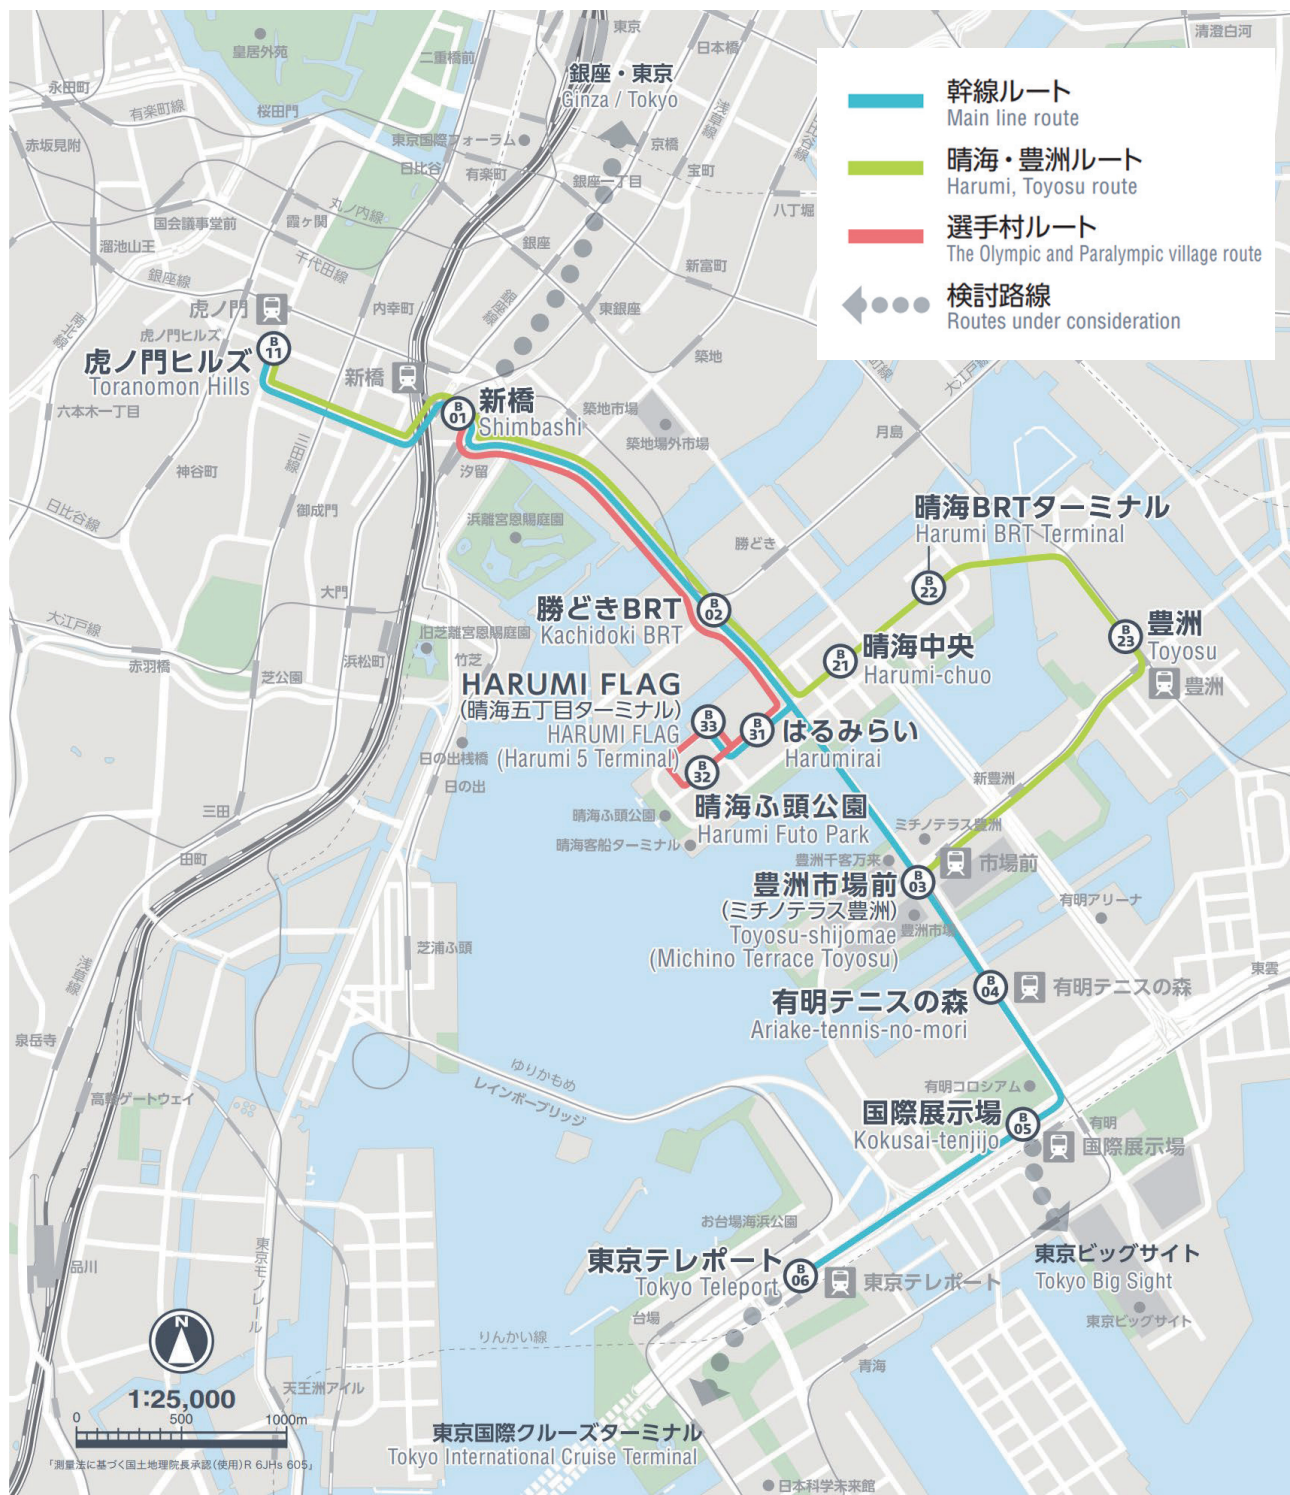 幹線ルート
Main line route
晴海・豊洲ルート
Harumi, Toyosu route
選手村ルート
The Olympic and Paralympic village route
検討路線
Routes under consideration
皇居外苑
二重橋前
東京
日本橋
清澄白河
銀座・東京
Ginza / Tokyo
永田町
有楽町線
桜田門
浅草線
日比谷線
赤坂見附
東京国際フォーラム
京橋
日比谷
有楽町
銀座一丁目
宝町
八丁堀
丸ノ内線
国会議事堂前
霞ヶ関
溜池山王
千代田線
銀座
新富町
銀座線
虎ノ門
内幸町
銀座線
東銀座
南北線
虎ノ門ヒルズ
B
11
虎ノ門ヒルズ
Toranomon Hills
新橋
築地
大江戸線
六本木一丁目
B
01
新橋
Shimbashi
築地市場
築地場外市場
月島
三田線
神谷町
汐留
日比谷線
御成門
浜離宮恩賜庭園
勝どき
晴海BRTターミナル
Harumi BRT Terminal
B
22
大門
大江戸線
旧芝離宮恩賜庭園
勝どきBRT
Kachidoki BRT
B
02
豊洲
Toyosu
B
23
赤羽橋
芝公園
浜松町
竹芝
晴海中央
Harumi-chuo
B
21
豊洲
HARUMI FLAG
(晴海五丁目ターミナル)
HARUMI FLAG
(Harumi 5 Terminal)
B
33
B
31
はるみらい
Harumirai
B
32
日の出桟橋
日の出
晴海ふ頭公園
Harumi Futo Park
新豊洲
三田
晴海ふ頭公園
晴海客船ターミナル
ミチノテラス豊洲
田町
豊洲千客万来
市場前
B
03
豊洲市場前
(ミチノテラス豊洲)
Toyosu-shijomae
(Michino Terrace Toyosu)
豊洲市場
有明アリーナ
芝浦ふ頭
浅草線
東雲
B
04
有明テニスの森
有明テニスの森
Ariake-tennis-no-mori
泉岳寺
ゆりかもめ
レインボーブリッジ
高輪ゲートウェイ
有明コロシアム
国際展示場
Kokusai-tenjijo
B
05
有明
国際展示場
お台場海浜公園
東京モノレール
品川
東京テレポート
Tokyo Teleport
B
06
東京テレポート
東京ビッグサイト
Tokyo Big Sight
東京ビッグサイト
台場
りんかい線
青海
N
1:25,000
0
500
1000m
天王洲アイル
東京国際クルーズターミナル
Tokyo International Cruise Terminal
「測量法に基づく国土地理院長承認(使用)R 6JHs 605」
日本科学未来館